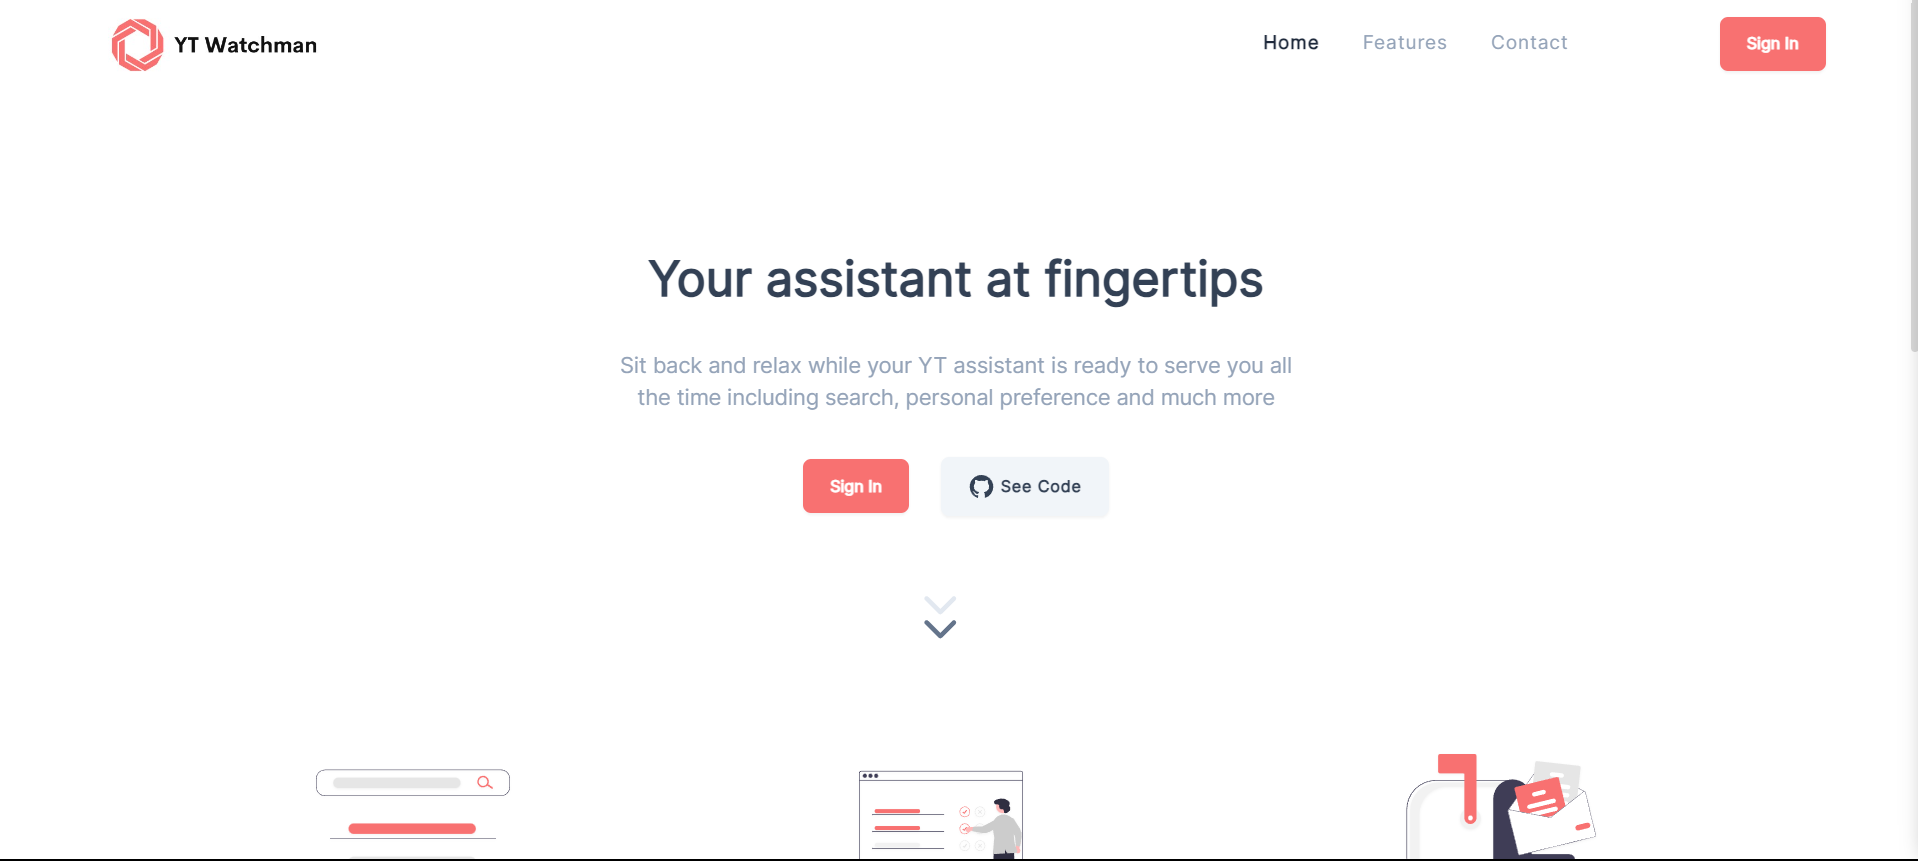 YT Watchman
Home
Features
Contact
Sign In
Your assistant at fingertips
Sit back and relax while your YT assistant is ready to serve you all
the time including search, personal preference and much more
Sign In
See Code